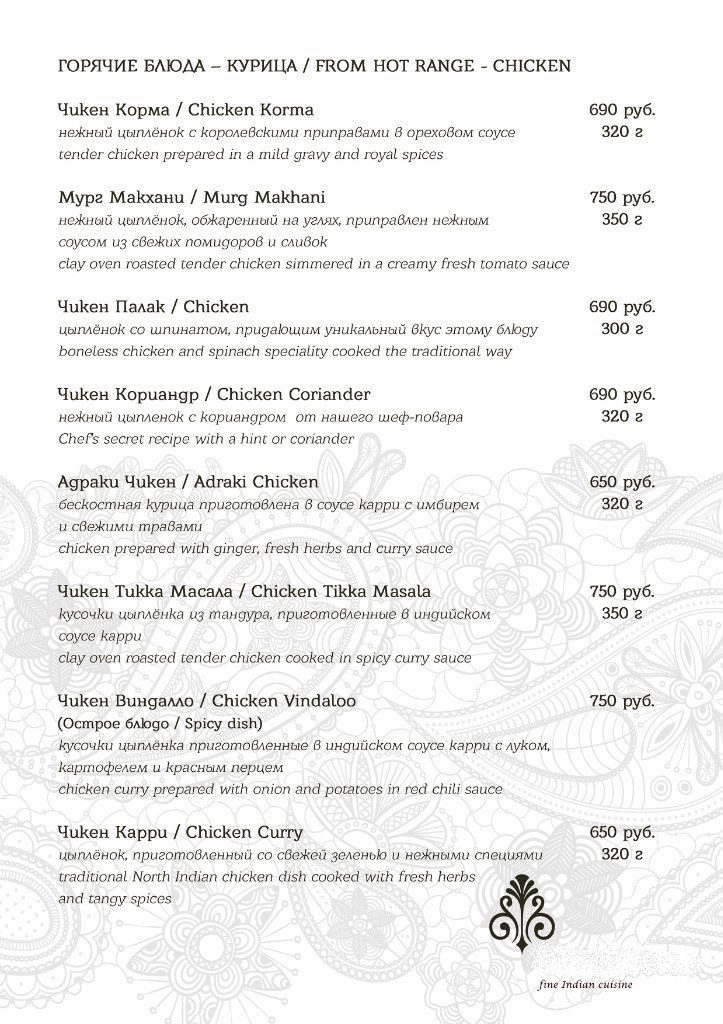 ГОРЯЧИЕ БЛЮДА – КУРИЦА / FROM HOT RANGE - CHICKEN
Чикен Корма / Chicken Korma 690 руб.
нежный цыплёнок с королевскими приправами в ореховом соусе 320 г
tender chicken prepared in a mild gravy and royal spices
Мург Макхани / Murg Makhani 750 руб.
нежный цыплёнок, обжаренный на углях, приправлен нежным 350 г
соусом из свежих помидоров и сливок
clay oven roasted tender chicken simmered in a creamy fresh tomato sauce
Чикен Палак / Chicken 690 руб.
цыплёнок со шпинатом, придающим уникальный вкус этому блюду 300 г
boneless chicken and spinach speciality cooked the traditional way
Чикен Кориандр / Chicken Coriander 690 руб.
нежный цыпленок с кориандром от нашего шеф-повара 320 г
Chef's secret recipe with a hint or coriander
Адраки Чикен / Adraki Chicken 650 руб.
бескостная курица приготовлена в соусе карри с имбирем 320 г
и свежими травами
chicken prepared with ginger, fresh herbs and curry sauce
Чикен Тикка Масала / Chicken Tikka Masala 750 руб.
кусочки цыплёнка из тандура, приготовленные в индийском 350 г
соусе карри
clay oven roasted tender chicken cooked in spicy curry sauce
Чикен Виндалло / Chicken Vindaloo 750 руб.
(Острое блюдо / Spicy dish)
кусочки цыплёнка приготовленные в индийском соусе карри с луком,
картофелем и красным перцем
chicken curry prepared with onion and potatoes in red chili sauce
Чикен Карри / Chicken Curry 650 руб.
цыплёнок, приготовленный со свежей зеленью и нежными специями 320 г
traditional North Indian chicken dish cooked with fresh herbs
and tangy spices
fine Indian cuisine